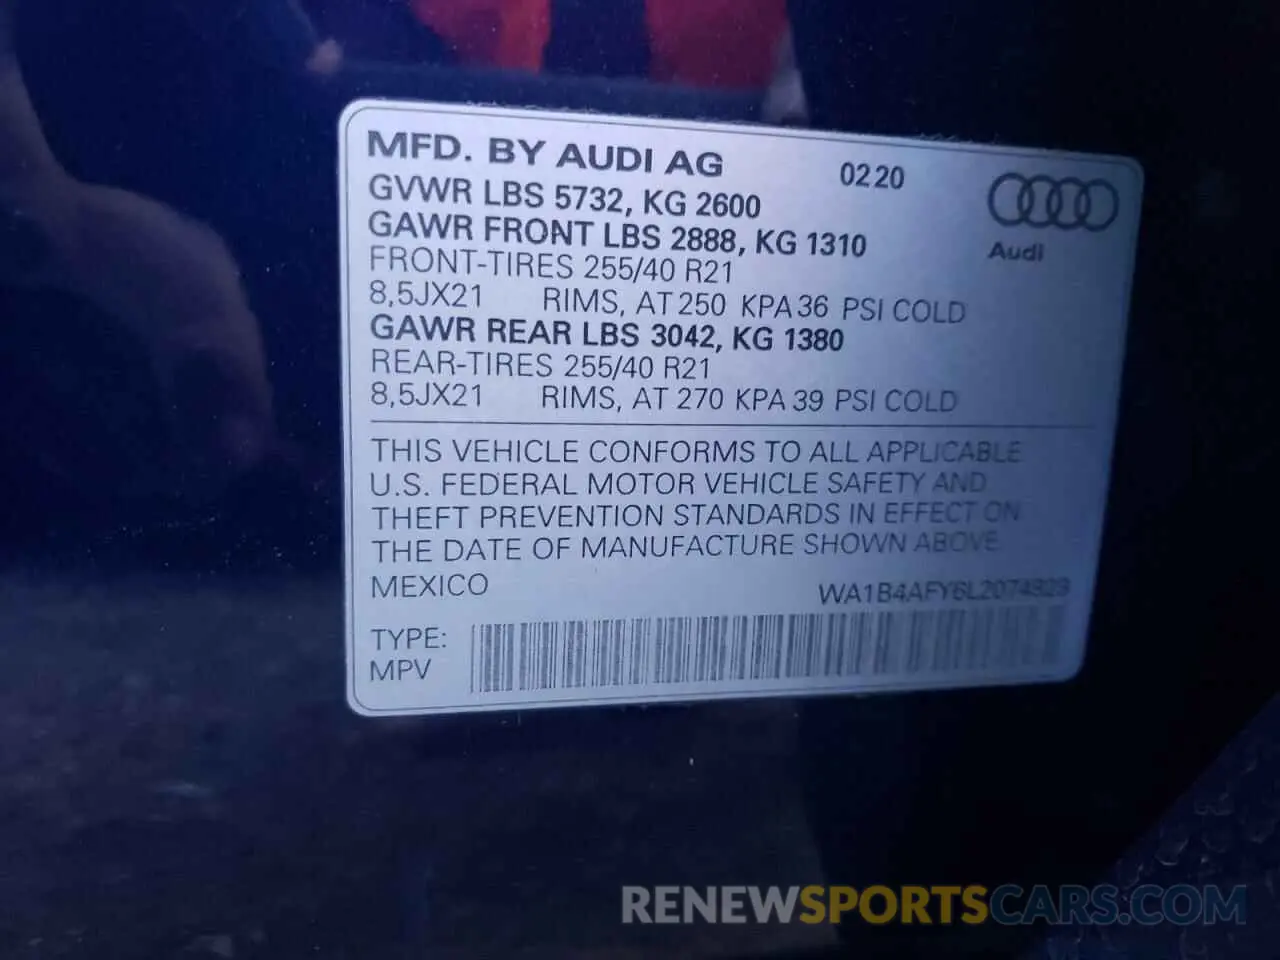 MFD. BY AUDI AG 0220
GVWR LBS 5732, KG 2600
GAWR FRONT LBS 2888, KG 1310
Audi
FRONT-TIRES 255/40 R21
8,5JX21 RIMS, AT 250 KPA 36 PSI COLD
GAWR REAR LBS 3042, KG 1380
REAR-TIRES 255/40 R21
8,5JX21 RIMS, AT 270 KPA 39 PSI COLD
THIS VEHICLE CONFORMS TO ALL APPLICABLE
U.S. FEDERAL MOTOR VEHICLE SAFETY AND
THEFT PREVENTION STANDARDS IN EFFECT ON
THE DATE OF MANUFACTURE SHOWN ABOVE
MEXICO
TYPE:
MPV
RENEWSPORTSCARS.COM